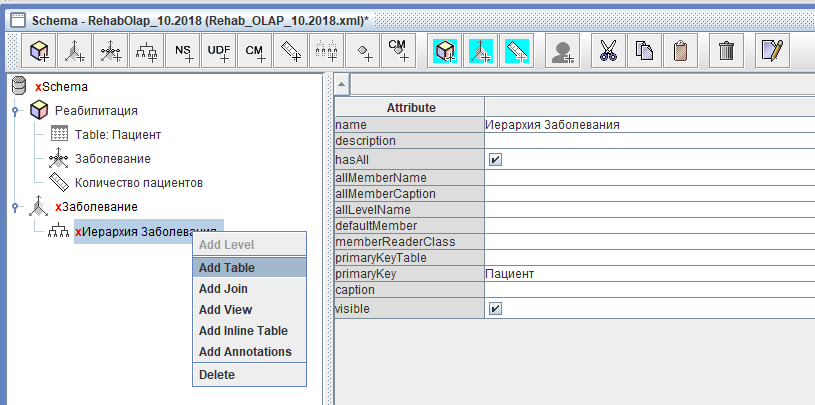 Schema - RehabOlap_10.2018 (Rehab_OLAP_10.2018.xml)*
NS UDF CM CM
xSchema
Реабилитация
Table: Пациент
Заболевание
Количество пациентов
xЗаболевание
xИерархия Заболевания
Add Level
Add Table
Add Join
Add View
Add Inline Table
Add Annotations
Delete
Attribute
name Иерархия Заболевания
description
hasAll
allMemberName
allMemberCaption
allLevelName
defaultMember
memberReaderClass
primaryKeyTable
primaryKey Пациент
caption
visible